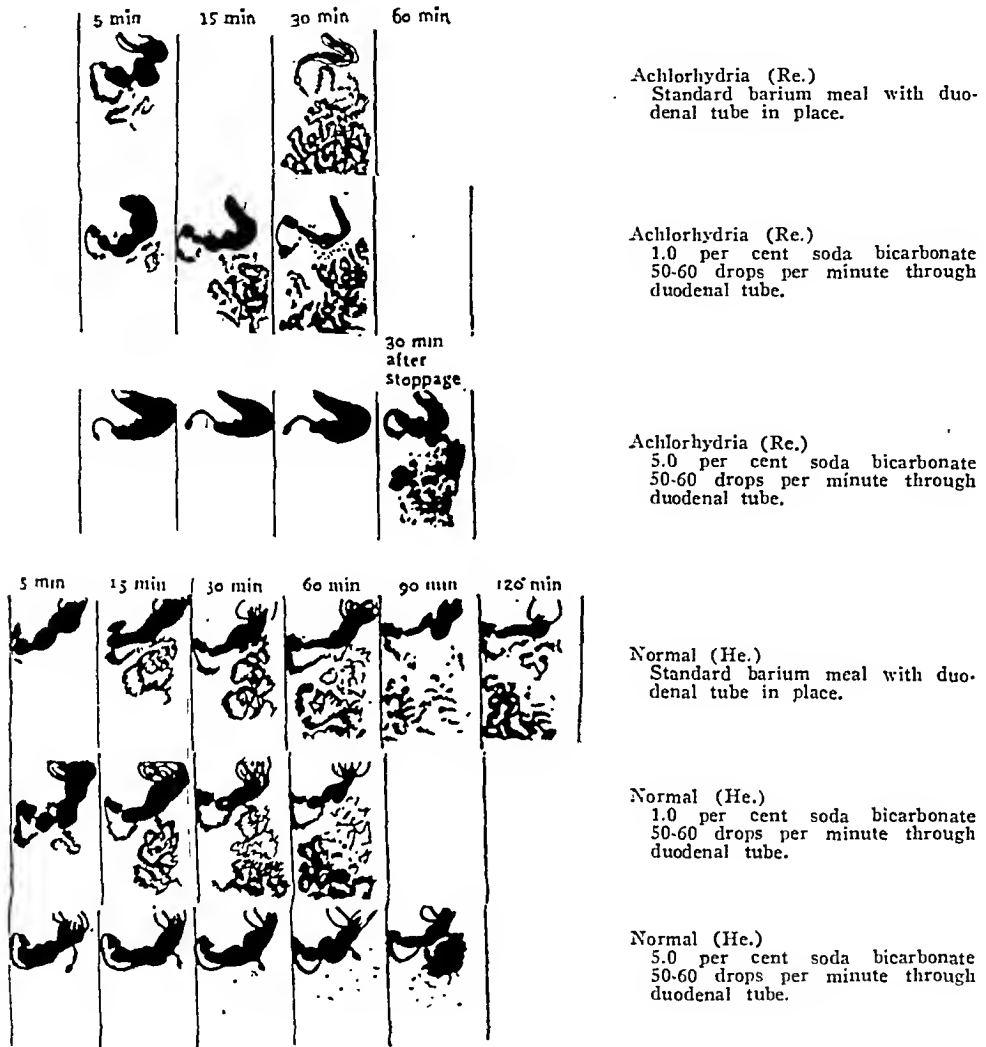 5 min 15 min 30 min 60 min
Achlorhydria (Re.)
Standard barium meal with duo-
denal tube in place.
Achlorhydria (Re.)
1.0 per cent soda bicarbonate
50-60 drops per minute through
duodenal tube.
30 min
after
stoppage
Achlorhydria (Re.)
5.0 per cent soda bicarbonate
50-60 drops per minute through
duodenal tube.
5 min 15 min 30 min 60 min 90 min 120 min
Normal (He.)
Standard barium meal with duo-
denal tube in place.
Normal (He.)
1.0 per cent soda bicarbonate
50-60 drops per minute through
duodenal tube.
Normal (He.)
5.0 per cent soda bicarbonate
50-60 drops per minute through
duodenal tube.